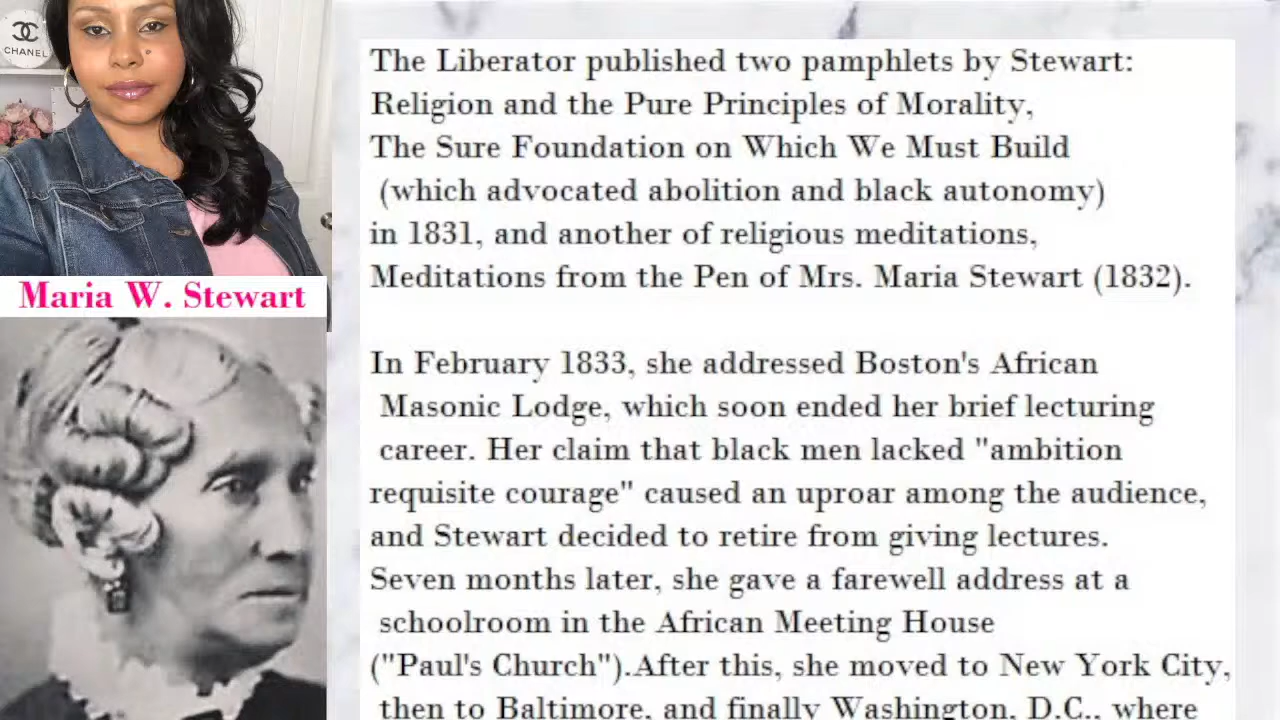 CHANEL
Maria W. Stewart
The Liberator published two pamphlets by Stewart:
Religion and the Pure Principles of Morality,
The Sure Foundation on Which We Must Build
(which advocated abolition and black autonomy)
in 1831, and another of religious meditations,
Meditations from the Pen of Mrs. Maria Stewart (1832).
In February 1833, she addressed Boston's African
Masonic Lodge, which soon ended her brief lecturing
career. Her claim that black men lacked "ambition
requisite courage" caused an uproar among the audience,
and Stewart decided to retire from giving lectures.
Seven months later, she gave a farewell address at a
schoolroom in the African Meeting House
("Paul's Church").After this, she moved to New York City,
then to Baltimore, and finally Washington, D.C., where